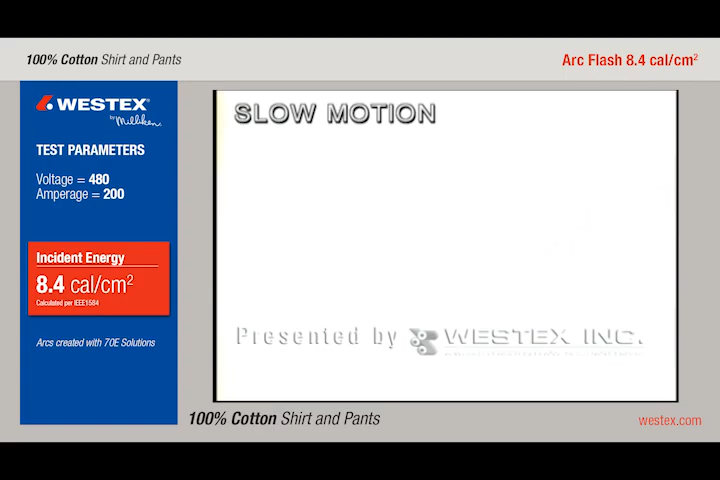 100% Cotton Shirt and Pants
Arc Flash 8.4 cal/cm²
WESTEX®
by Milliken.
TEST PARAMETERS
Voltage = 480
Amperage = 200
Incident Energy
8.4 cal/cm²
Calculated per IEEE1584
Arcs created with 70E Solutions
SLOW MOTION
Presented by WESTEX INC.
100% Cotton Shirt and Pants
westex.com